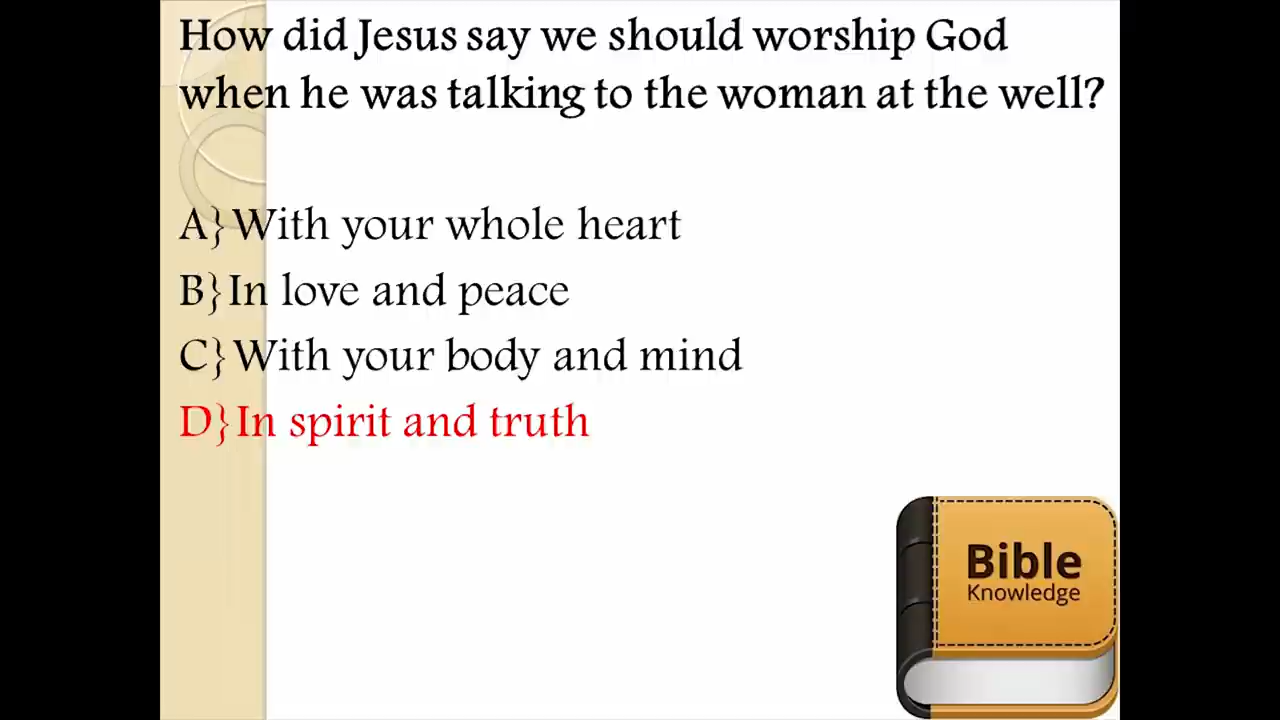 How did Jesus say we should worship God
when he was talking to the woman at the well?
A} With your whole heart
B} In love and peace
C} With your body and mind
D} In spirit and truth
Bible
Knowledge